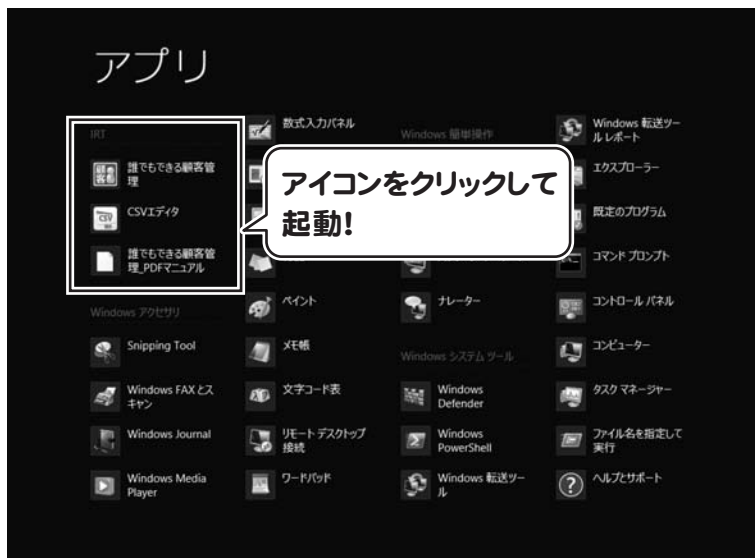 アプリ
IRT
誰でもできる顧客管
理
CSVエディタ
誰でもできる顧客管
理_PDFマニュアル
Windows アクセサリ
Snipping Tool
Windows FAX とス
キャン
Windows Journal
Windows Media
Player
数式入力パネル
ペイント
メモ帳
文字コード表
リモート デスクトップ
接続
ワードパッド
Windows 簡単操作
アイコンをクリックして
起動!
ナレーター
Windows システム ツール
Windows
Defender
Windows
PowerShell
Windows 転送ツー
ル
Windows 転送ツー
ル レポート
エクスプローラー
既定のプログラム
コマンド プロンプト
コントロール パネル
コンピューター
タスク マネージャー
ファイル名を指定して
実行
ヘルプとサポート